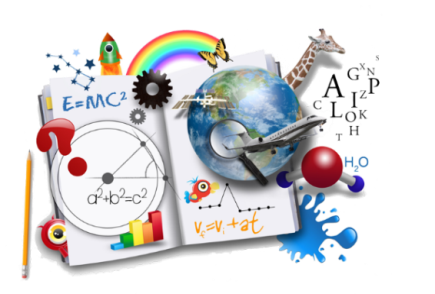 E=MC²
?
a²+b²=c²
V_f=V_i+at
S
G X N
A P
I Z
C L O K
T H
H₂O